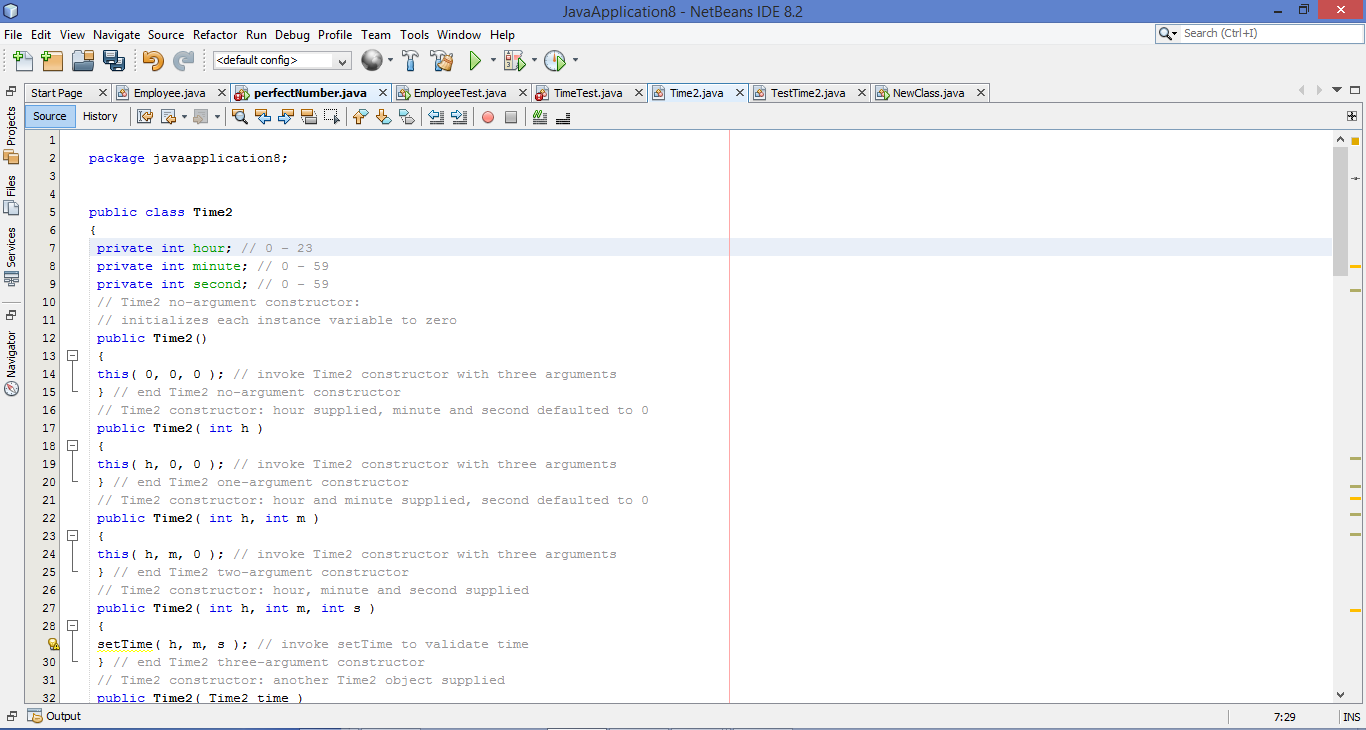 JavaApplication8 - NetBeans IDE 8.2
File Edit View Navigate Source Refactor Run Debug Profile Team Tools Window Help
Search (Ctrl+I)
<default config>
Start Page Employee.java perfectNumber.java EmployeeTest.java TimeTest.java Time2.java TestTime2.java NewClass.java
Source History
Projects
Files
Services
Navigator
1
2 package javaapplication8;
3
4
5 public class Time2
6 {
7 private int hour; // 0 - 23
8 private int minute; // 0 - 59
9 private int second; // 0 - 59
10 // Time2 no-argument constructor:
11 // initializes each instance variable to zero
12 public Time2()
13 {
14 this( 0, 0, 0 ); // invoke Time2 constructor with three arguments
15 } // end Time2 no-argument constructor
16 // Time2 constructor: hour supplied, minute and second defaulted to 0
17 public Time2( int h )
18 {
19 this( h, 0, 0 ); // invoke Time2 constructor with three arguments
20 } // end Time2 one-argument constructor
21 // Time2 constructor: hour and minute supplied, second defaulted to 0
22 public Time2( int h, int m )
23 {
24 this( h, m, 0 ); // invoke Time2 constructor with three arguments
25 } // end Time2 two-argument constructor
26 // Time2 constructor: hour, minute and second supplied
27 public Time2( int h, int m, int s )
28 {
setTime( h, m, s ); // invoke setTime to validate time
30 } // end Time2 three-argument constructor
31 // Time2 constructor: another Time2 object supplied
32 public Time2( Time2 time )
Output
7:29 INS